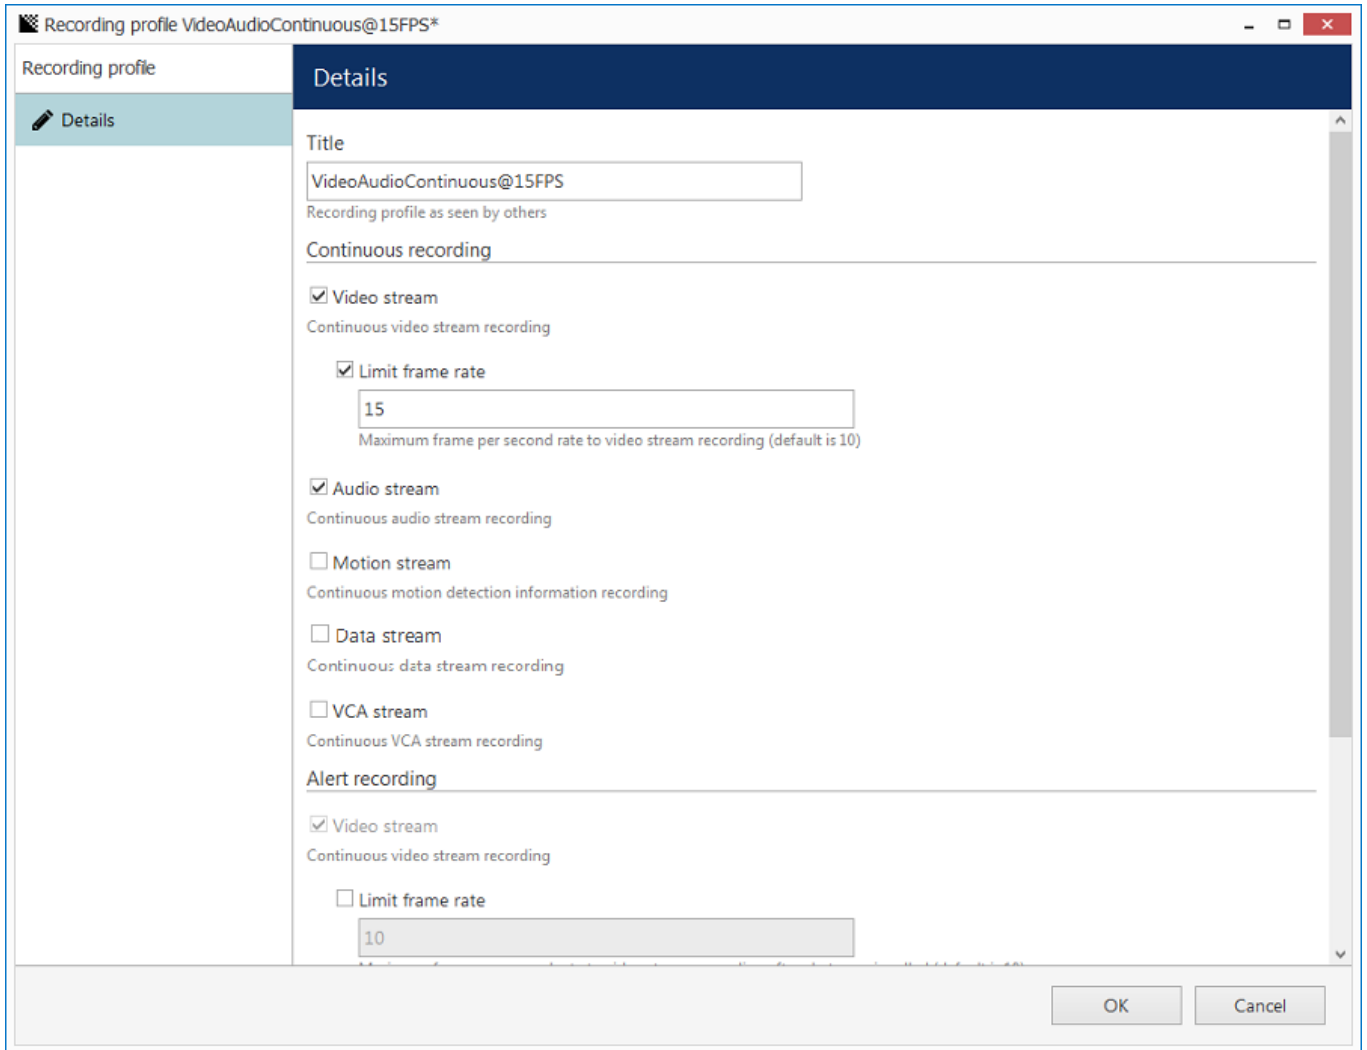 Recording profile VideoAudioContinuous@15FPS*
Recording profile
Details
Details
Title
VideoAudioContinuous@15FPS
Recording profile as seen by others
Continuous recording
Video stream
Continuous video stream recording
Limit frame rate
15
Maximum frame per second rate to video stream recording (default is 10)
Audio stream
Continuous audio stream recording
Motion stream
Continuous motion detection information recording
Data stream
Continuous data stream recording
VCA stream
Continuous VCA stream recording
Alert recording
Video stream
Continuous video stream recording
Limit frame rate
10
OK
Cancel